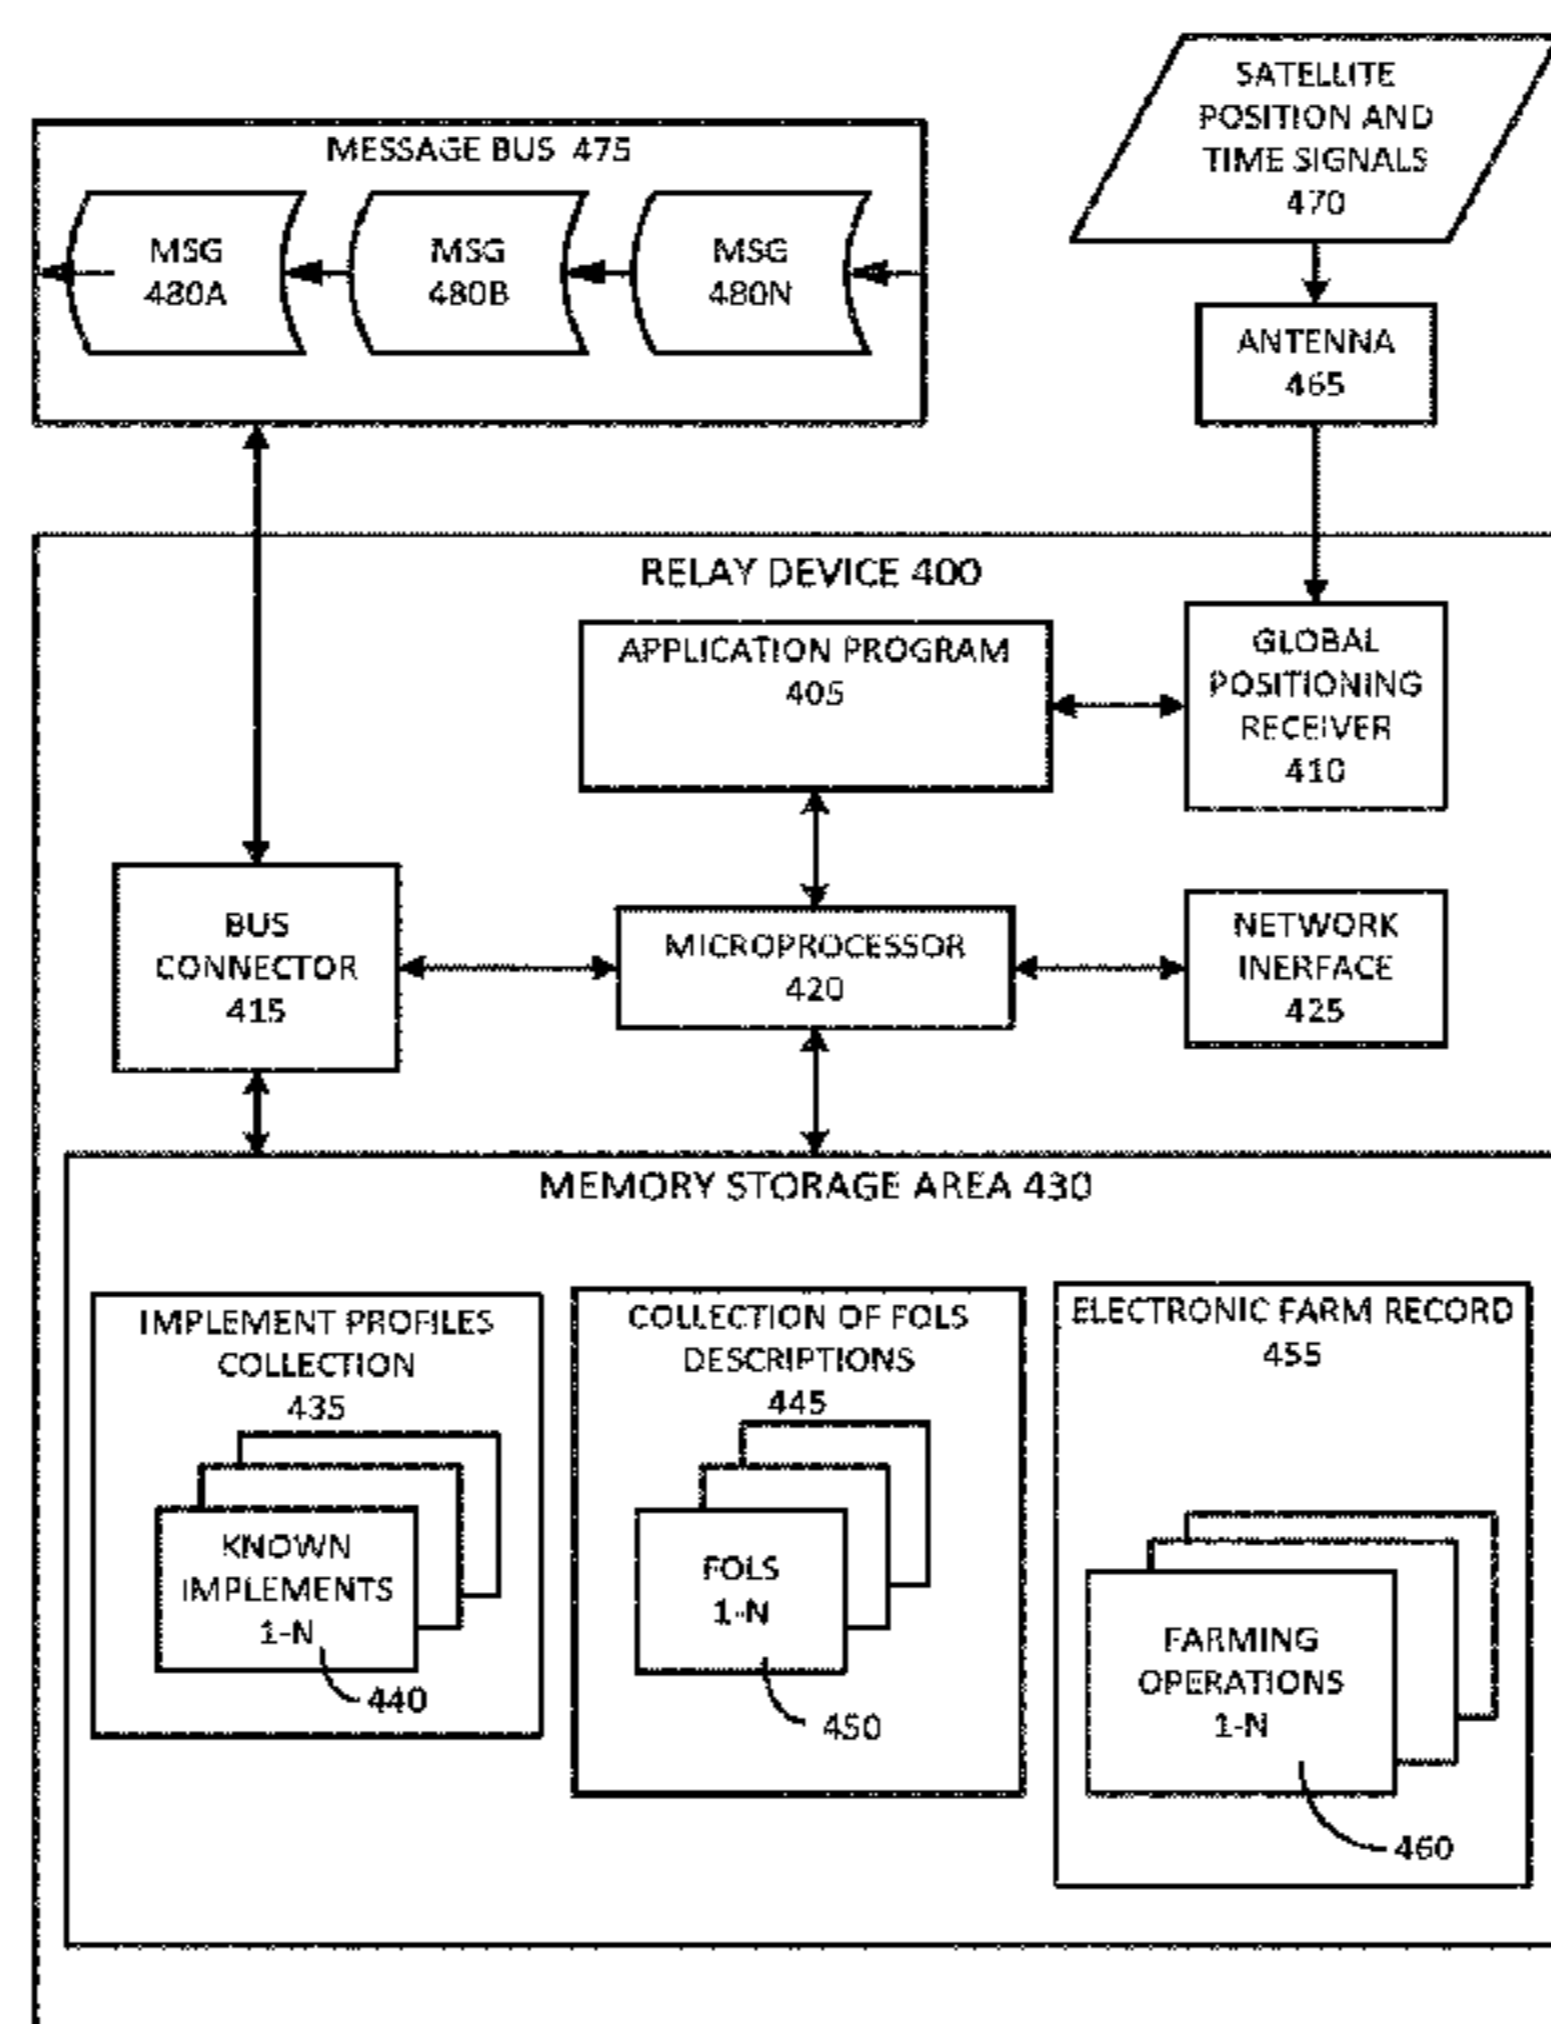 SATELLITE
POSITION AND
TIME SIGNALS
470
MESSAGE BUS 475
MSG
480A
MSG
480B
MSG
480N
ANTENNA
465
RELAY DEVICE 400
APPLICATION PROGRAM
405
GLOBAL
POSITIONING
RECEIVER
410
BUS
CONNECTOR
415
MICROPROCESSOR
420
NETWORK
INERFACE
425
MEMORY STORAGE AREA 430
IMPLEMENT PROFILES
COLLECTION
435
KNOWN
IMPLEMENTS
1-N
440
COLLECTION OF FOLS
DESCRIPTIONS
445
FOLS
1-N
450
ELECTRONIC FARM RECORD
455
FARMING
OPERATIONS
1-N
460